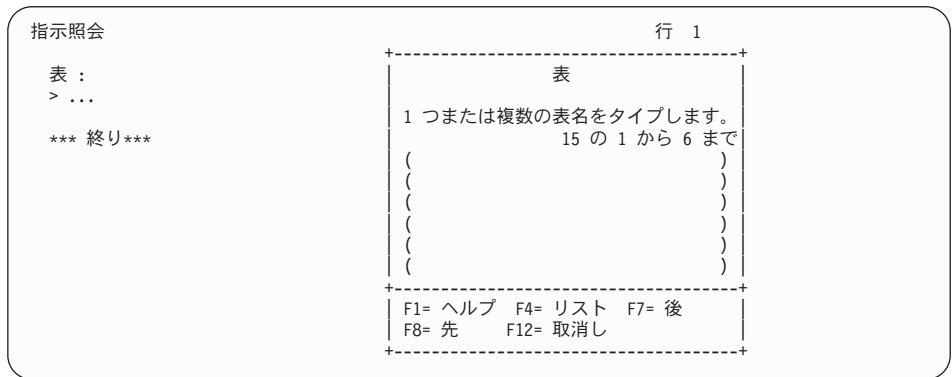 指示照会 行 1
+-------------------------------------+
表 : | 表 |
> ... | |
| 1 つまたは複数の表名をタイプします。|
*** 終り*** | 15 の 1 から 6 まで|
| ( ) |
| ( ) |
| ( ) |
| ( ) |
| ( ) |
| ( ) |
+-------------------------------------+
| F1= ヘルプ F4= リスト F7= 後 |
| F8= 先 F12= 取消し |
+-------------------------------------+